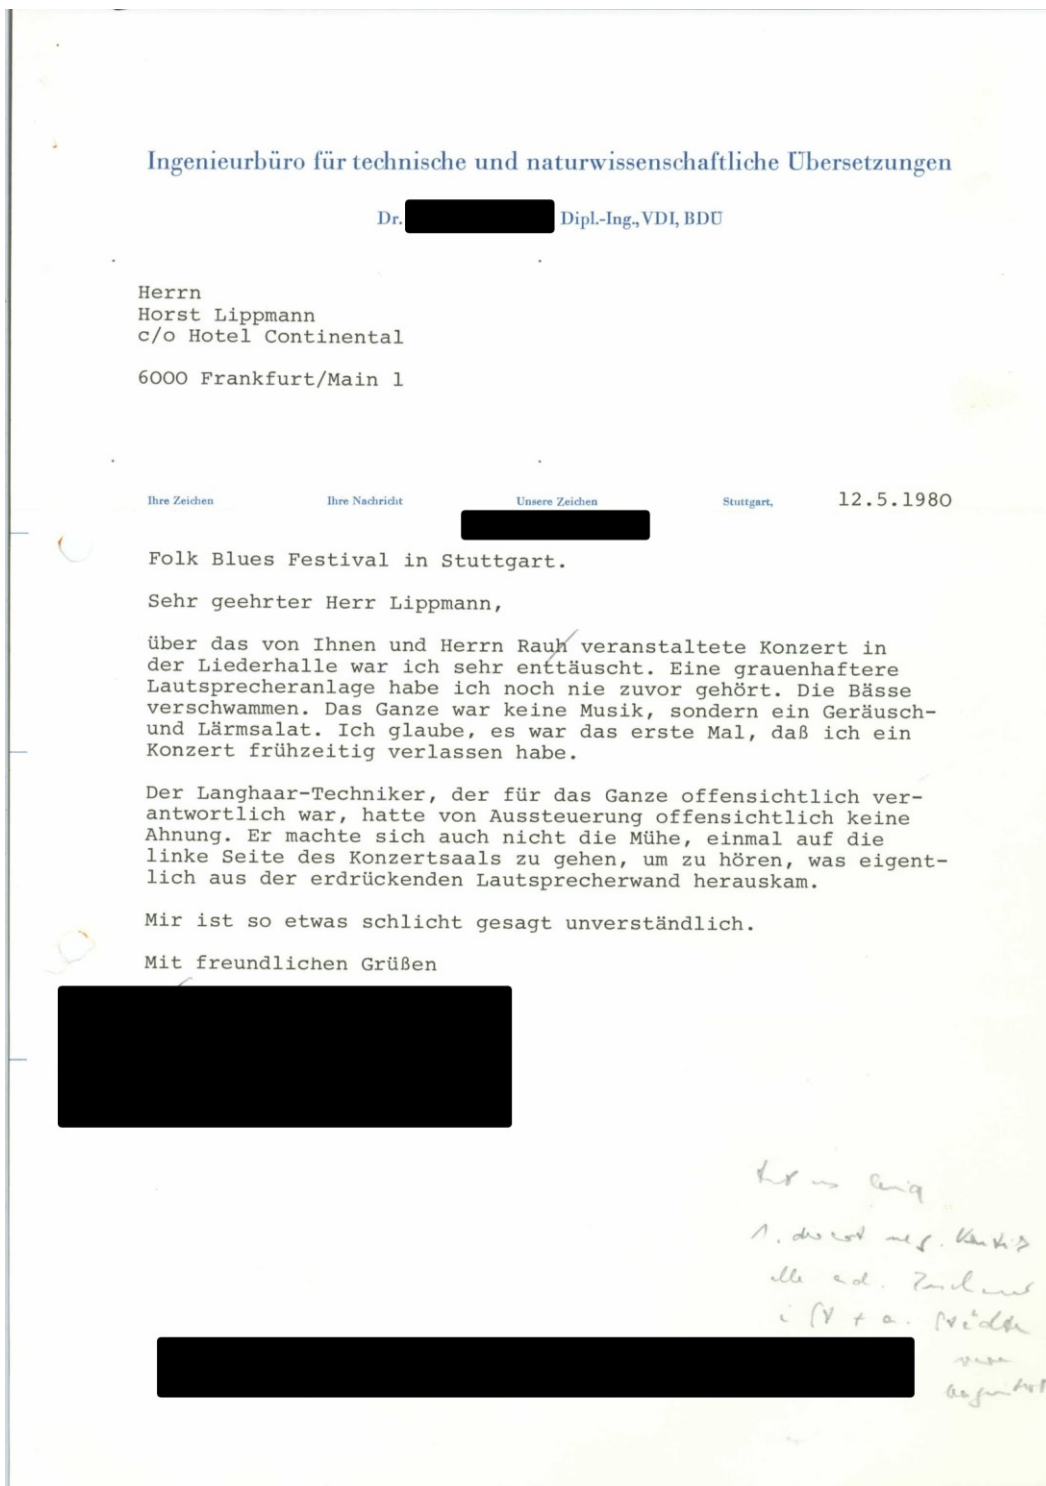 Ingenieurbüro für technische und naturwissenschaftliche Übersetzungen
Dr. Dipl.-Ing., VDI, BDÜ
Herrn
Horst Lippmann
c/o Hotel Continental
6000 Frankfurt/Main 1
Ihre Zeichen Ihre Nachricht Unsere Zeichen Stuttgart, 12.5.1980
Folk Blues Festival in Stuttgart.
Sehr geehrter Herr Lippmann,
über das von Ihnen und Herrn Rauh veranstaltete Konzert in
der Liederhalle war ich sehr enttäuscht. Eine grauenhaftere
Lautsprecheranlage habe ich noch nie zuvor gehört. Die Bässe
verschwammen. Das Ganze war keine Musik, sondern ein Geräusch-
und Lärmsalat. Ich glaube, es war das erste Mal, daß ich ein
Konzert frühzeitig verlassen habe.
Der Langhaar-Techniker, der für das Ganze offensichtlich ver-
antwortlich war, hatte von Aussteuerung offensichtlich keine
Ahnung. Er machte sich auch nicht die Mühe, einmal auf die
linke Seite des Konzertsaals zu gehen, um zu hören, was eigent-
lich aus der erdrückenden Lautsprecherwand herauskam.
Mir ist so etwas schlicht gesagt unverständlich.
Mit freundlichen Grüßen